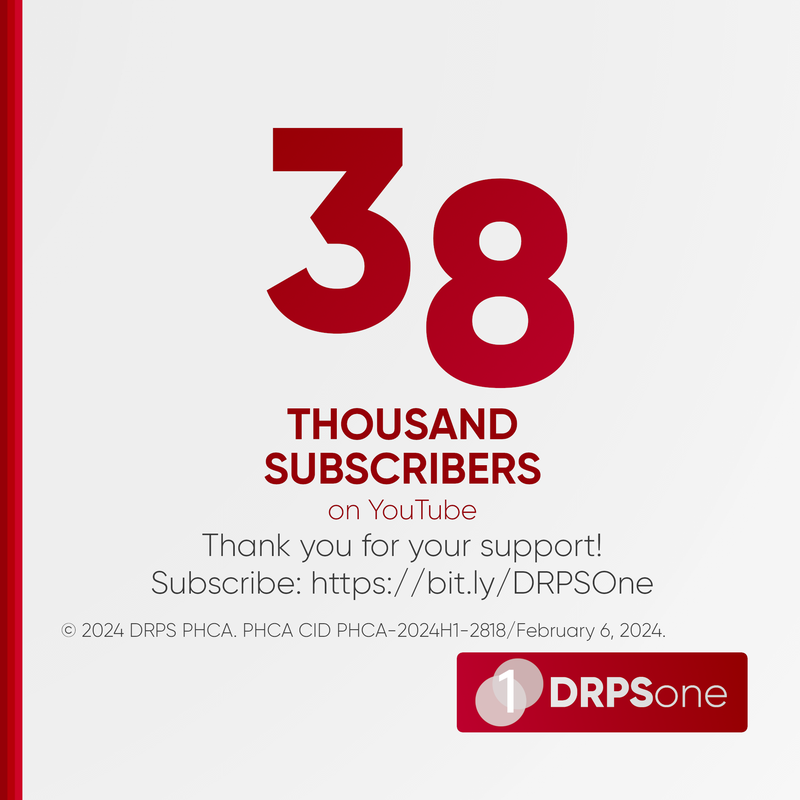 38
THOUSAND
SUBSCRIBERS
on YouTube
Thank you for your support!
Subscribe: https://bit.ly/DRPSOne
© 2024 DRPS PHCA. PHCA CID PHCA-2024H1-2818/February 6, 2024.
1 DRPSone